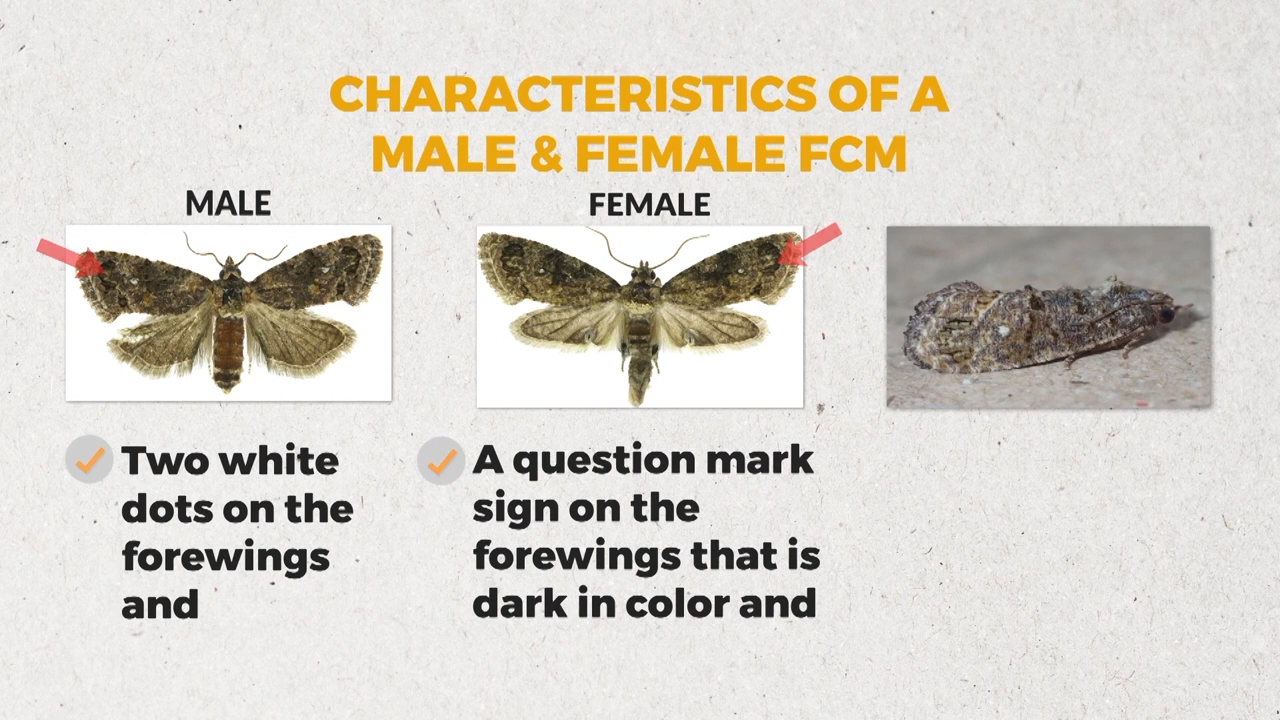 CHARACTERISTICS OF A
MALE & FEMALE FCM
MALE
FEMALE
Two white
dots on the
forewings
and
A question mark
sign on the
forewings that is
dark in color and